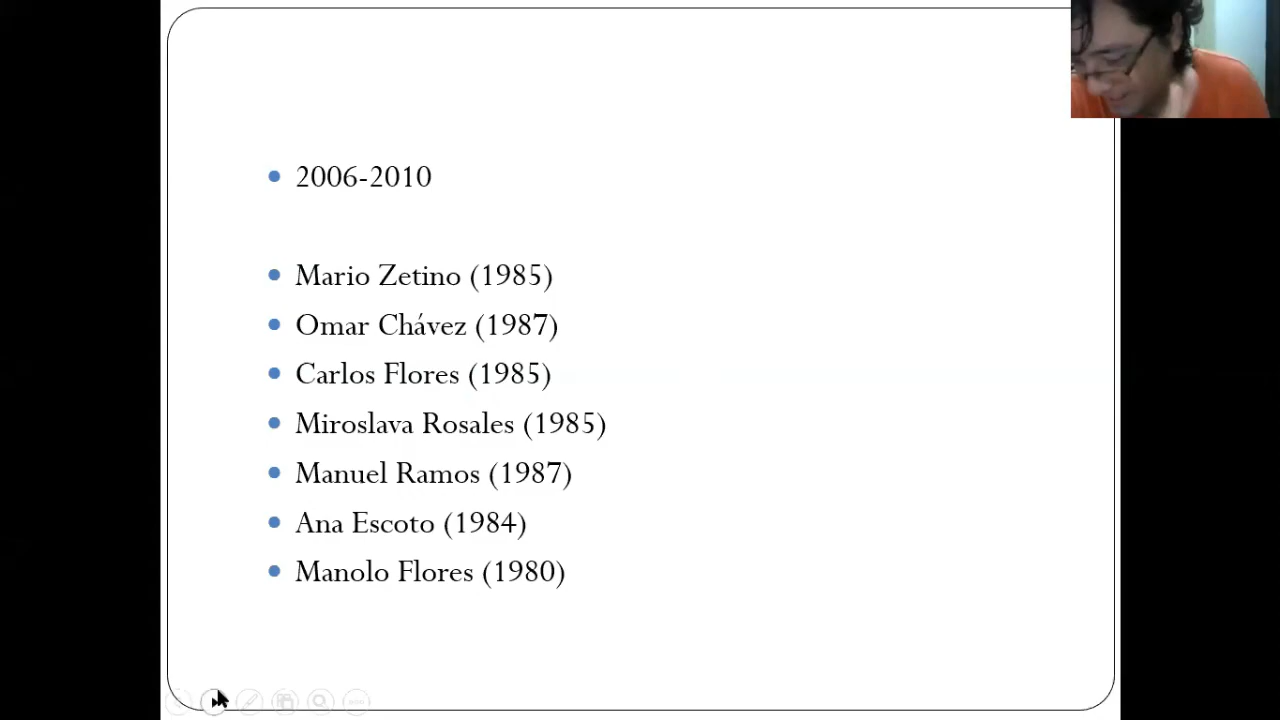 2006-2010
Mario Zetino (1985)
Omar Chávez (1987)
Carlos Flores (1985)
Miroslava Rosales (1985)
Manuel Ramos (1987)
Ana Escoto (1984)
Manolo Flores (1980)